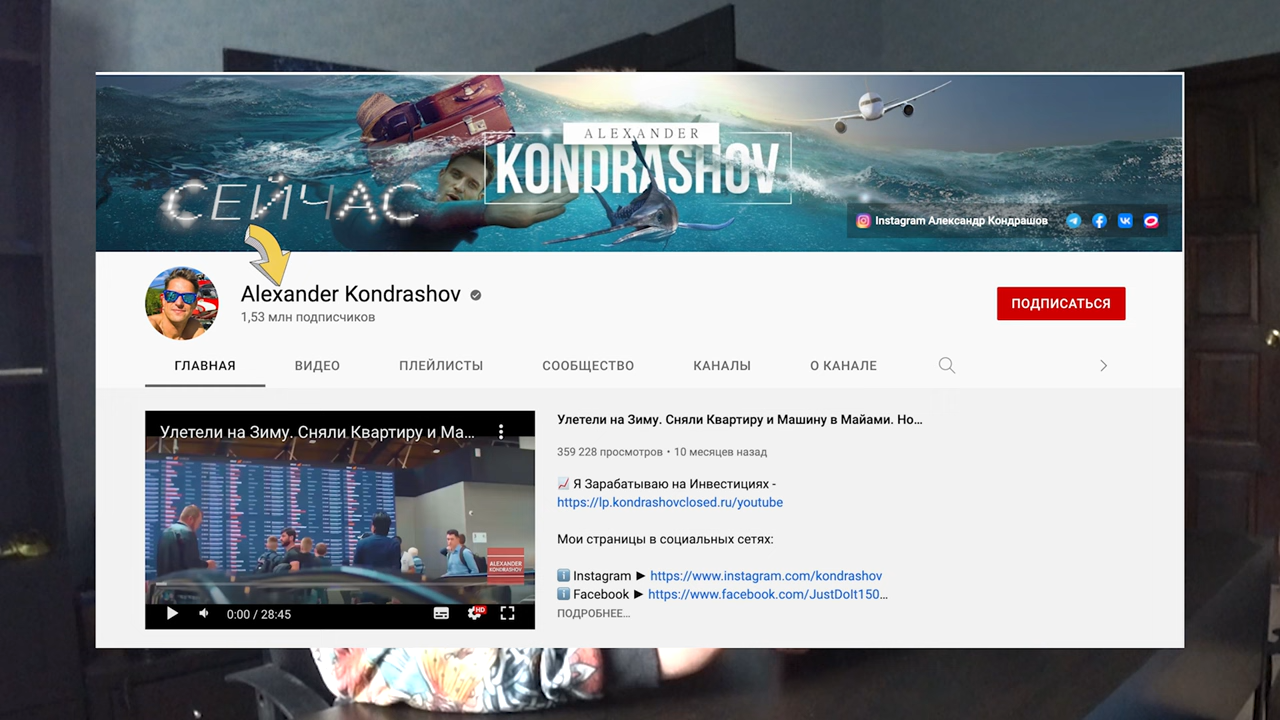 ALEXANDER
KONDRASHOV
СЕЙЧАС
Instagram Александр Кондрашов
Alexander Kondrashov
1,53 млн подписчиков
ПОДПИСАТЬСЯ
ГЛАВНАЯ
ВИДЕО
ПЛЕЙЛИСТЫ
СООБЩЕСТВО
КАНАЛЫ
О КАНАЛЕ
Улетели на Зиму. Сняли Квартиру и Ма...
ALEXANDER
KONDRASHOV
0:00 / 28:45
HD
Улетели на Зиму. Сняли Квартиру и Машину в Майами. Но...
359 228 просмотров • 10 месяцев назад
Я Зарабатываю на Инвестициях -
https://lp.kondrashovclosed.ru/youtube
Мои страницы в социальных сетях:
Instagram ► https://www.instagram.com/kondrashov
Facebook ► https://www.facebook.com/JustDoIt150...
ПОДРОБНЕЕ...